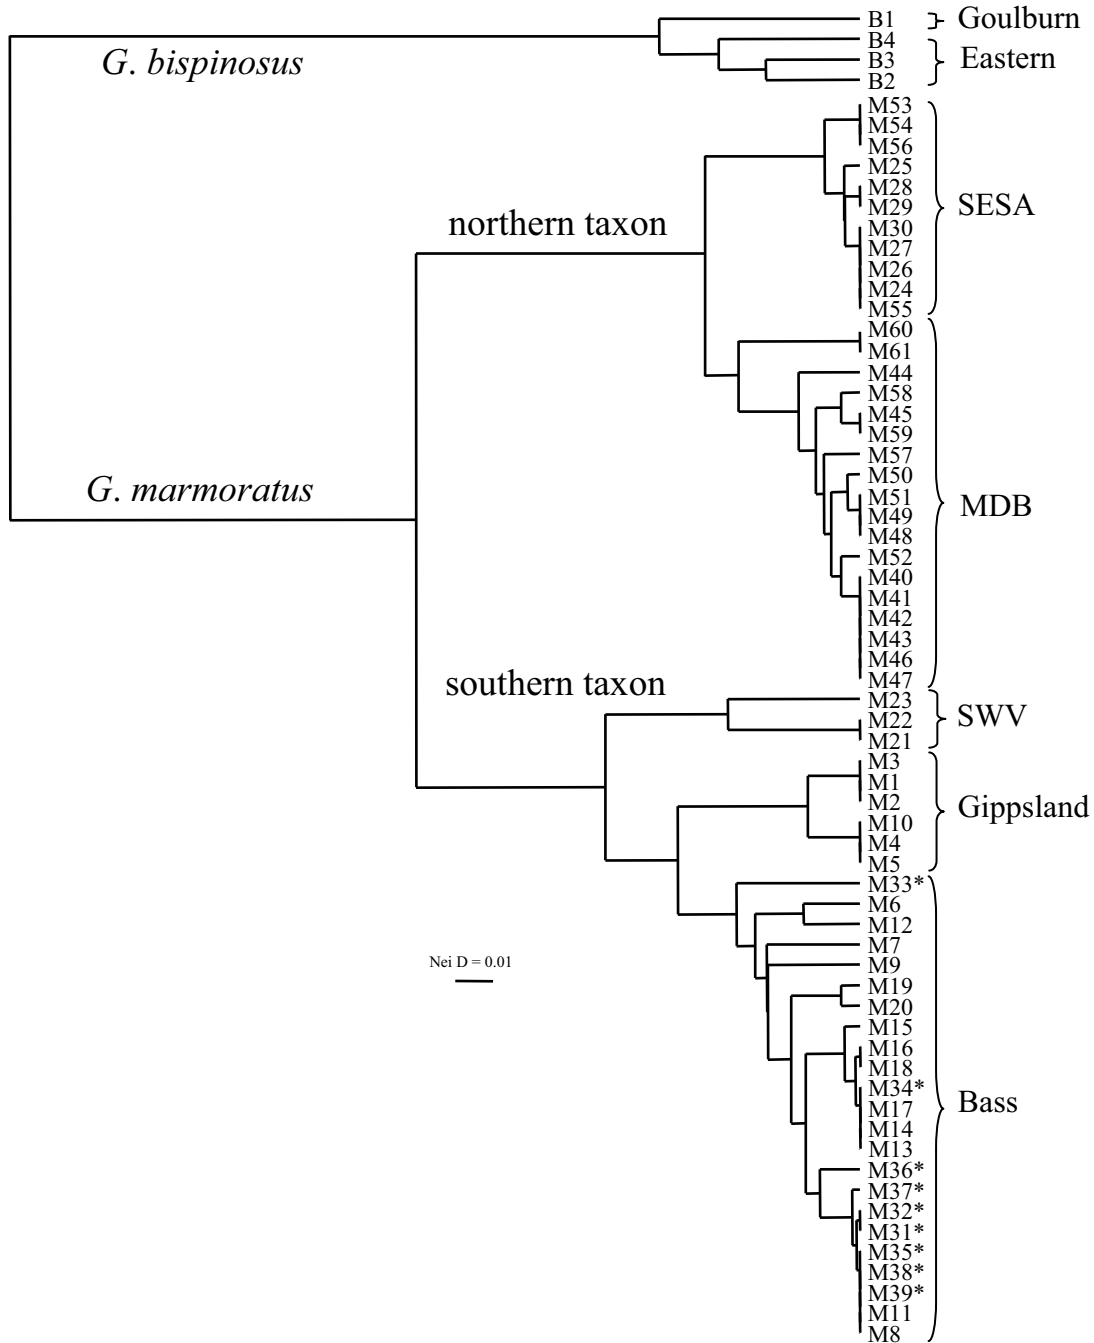 B1
Goulburn
G. bispinosus
B4
B3
B2
Eastern
M53
M54
M56
M25
M28
M29
M30
M27
M26
M24
M55
SESA
northern taxon
M60
M61
M44
M58
M45
M59
M57
M50
M51
M49
M48
M52
M40
M41
M42
M43
M46
M47
MDB
G. marmoratus
southern taxon
M23
M22
M21
SWV
M3
M1
M2
M10
M4
M5
Gippsland
M33*
M6
M12
M7
M9
M19
M20
M15
M16
M18
M34*
M17
M14
M13
M36*
M37*
M32*
M31*
M35*
M38*
M39*
M11
M8
Bass
Nei D = 0.01